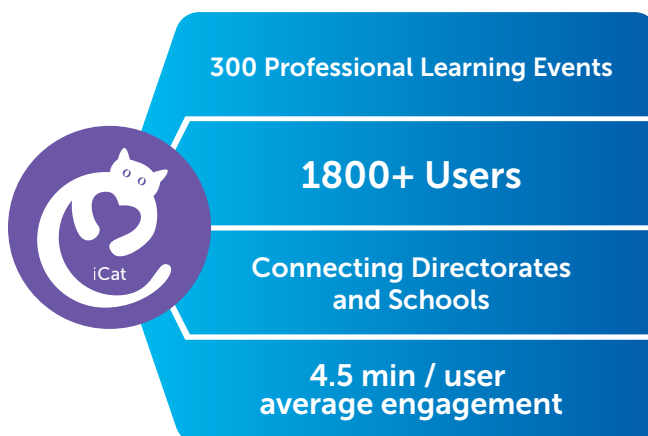 300 Professional Learning Events
1800+ Users
iCat
Connecting Directorates
and Schools
4.5 min / user
average engagement